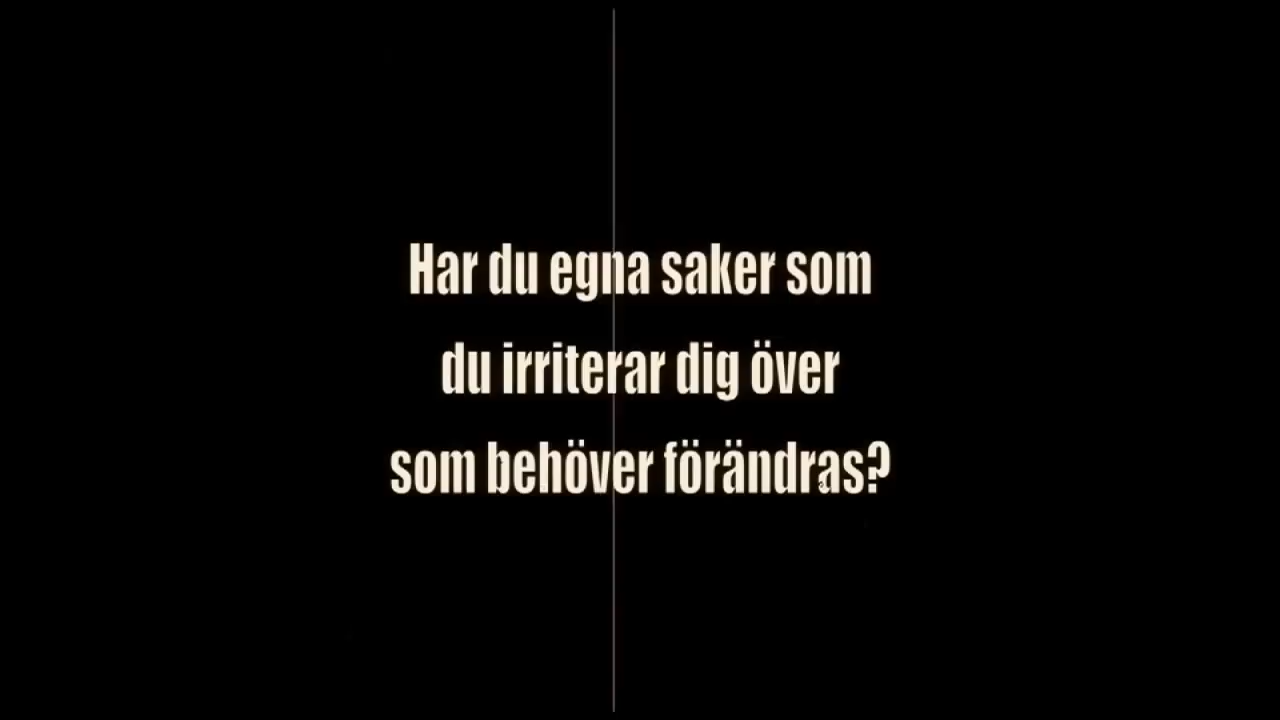 Har du egna saker som
du irriterar dig över
som behöver förändras?